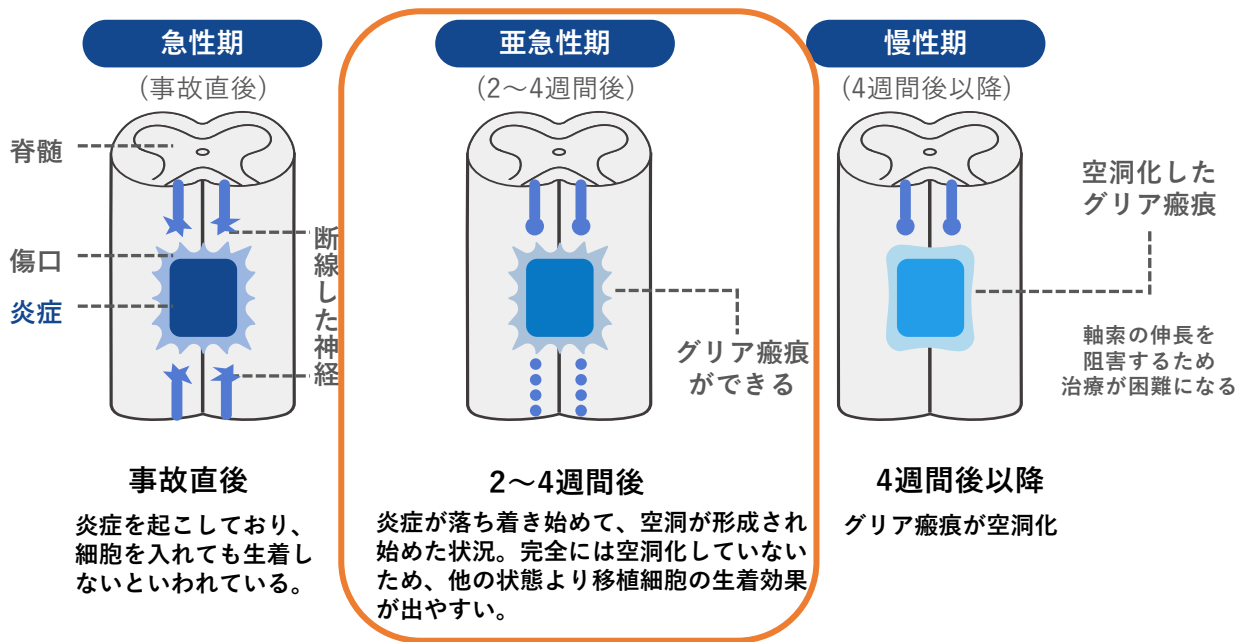 急性期
(事故直後)
亜急性期
(2〜4週間後)
慢性期
(4週間後以降)
脊髄
傷口
炎症
断線した神経
グリア瘢痕
ができる
空洞化した
グリア瘢痕
軸索の伸長を
阻害するため
治療が困難になる
事故直後
炎症を起こしており、
細胞を入れても生着し
ないといわれている。
2〜4週間後
炎症が落ち着き始めて、空洞が形成され
始めた状況。完全には空洞化していない
ため、他の状態より移植細胞の生着効果
が出やすい。
4週間後以降
グリア瘢痕が空洞化